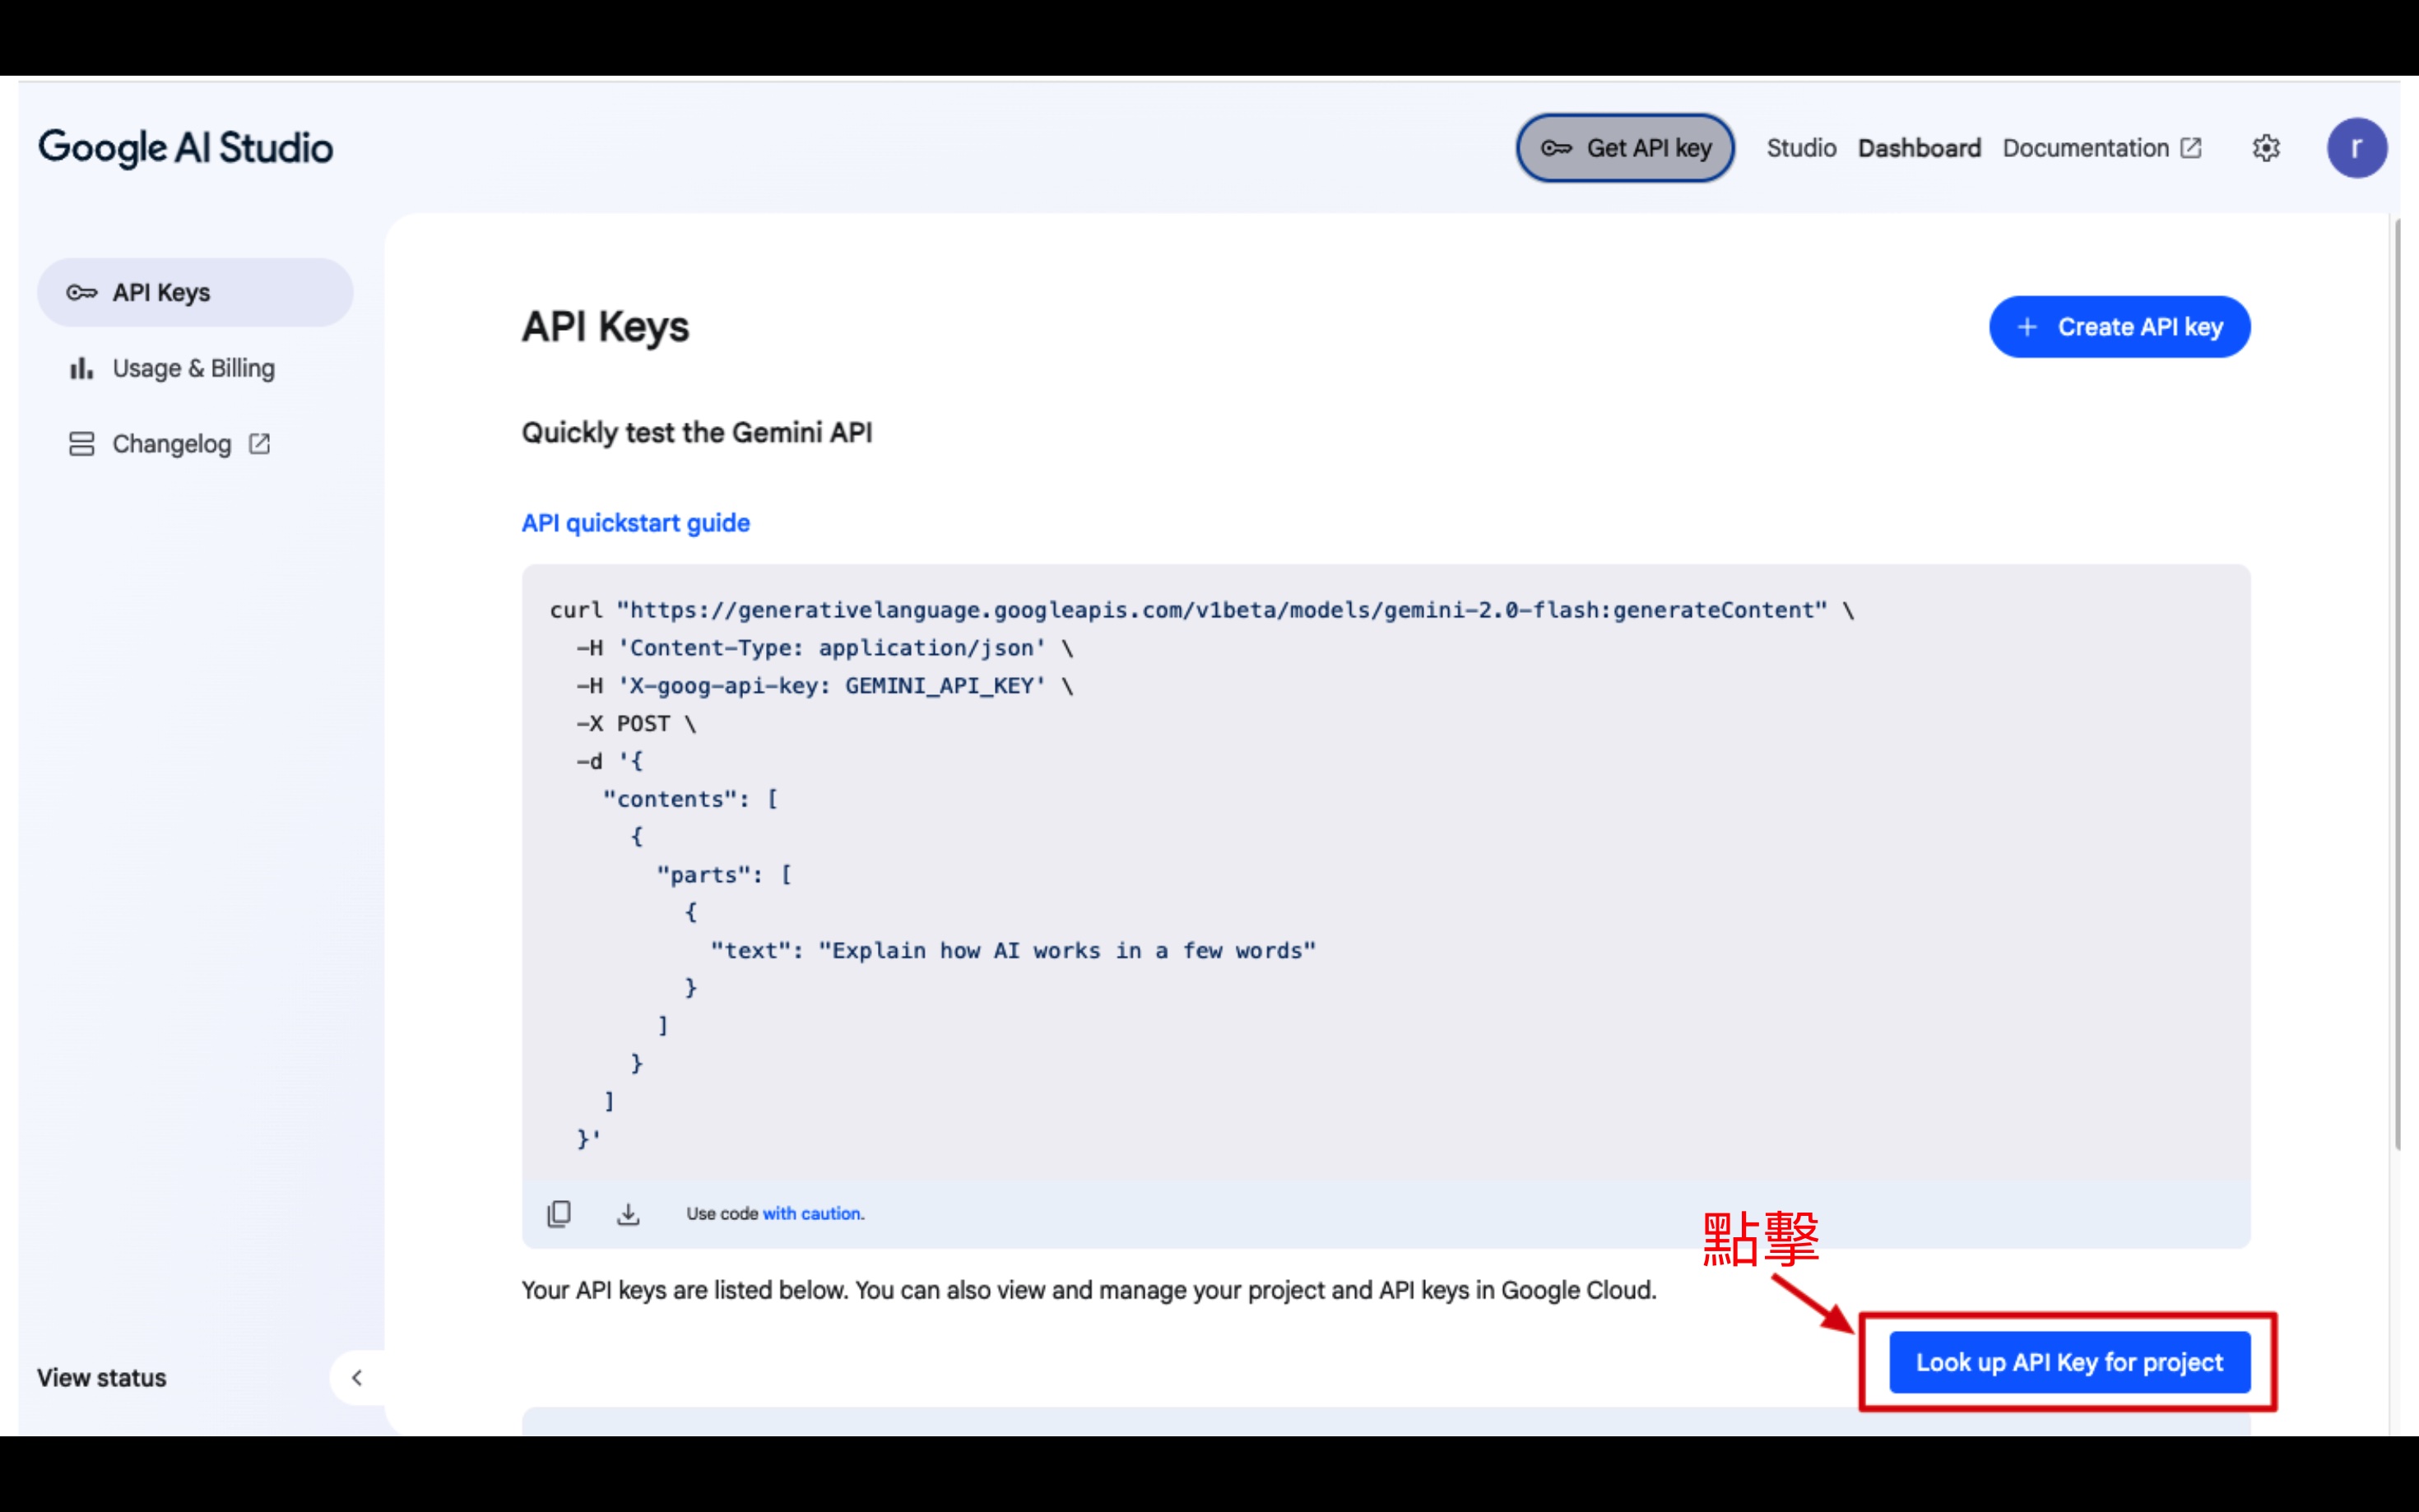 Google AI Studio
Get API key
Studio
Dashboard
Documentation
r
API Keys
Usage & Billing
Changelog
API Keys
Create API key
Quickly test the Gemini API
API quickstart guide
curl "https://generativelanguage.googleapis.com/v1beta/models/gemini-2.0-flash:generateContent" \
  -H 'Content-Type: application/json' \
  -H 'X-goog-api-key: GEMINI_API_KEY' \
  -X POST \
  -d '{
    "contents": [
      {
        "parts": [
          {
            "text": "Explain how AI works in a few words"
          }
        ]
      }
    ]
  }'
Use code with caution.
點擊
Your API keys are listed below. You can also view and manage your project and API keys in Google Cloud.
Look up API Key for project
View status